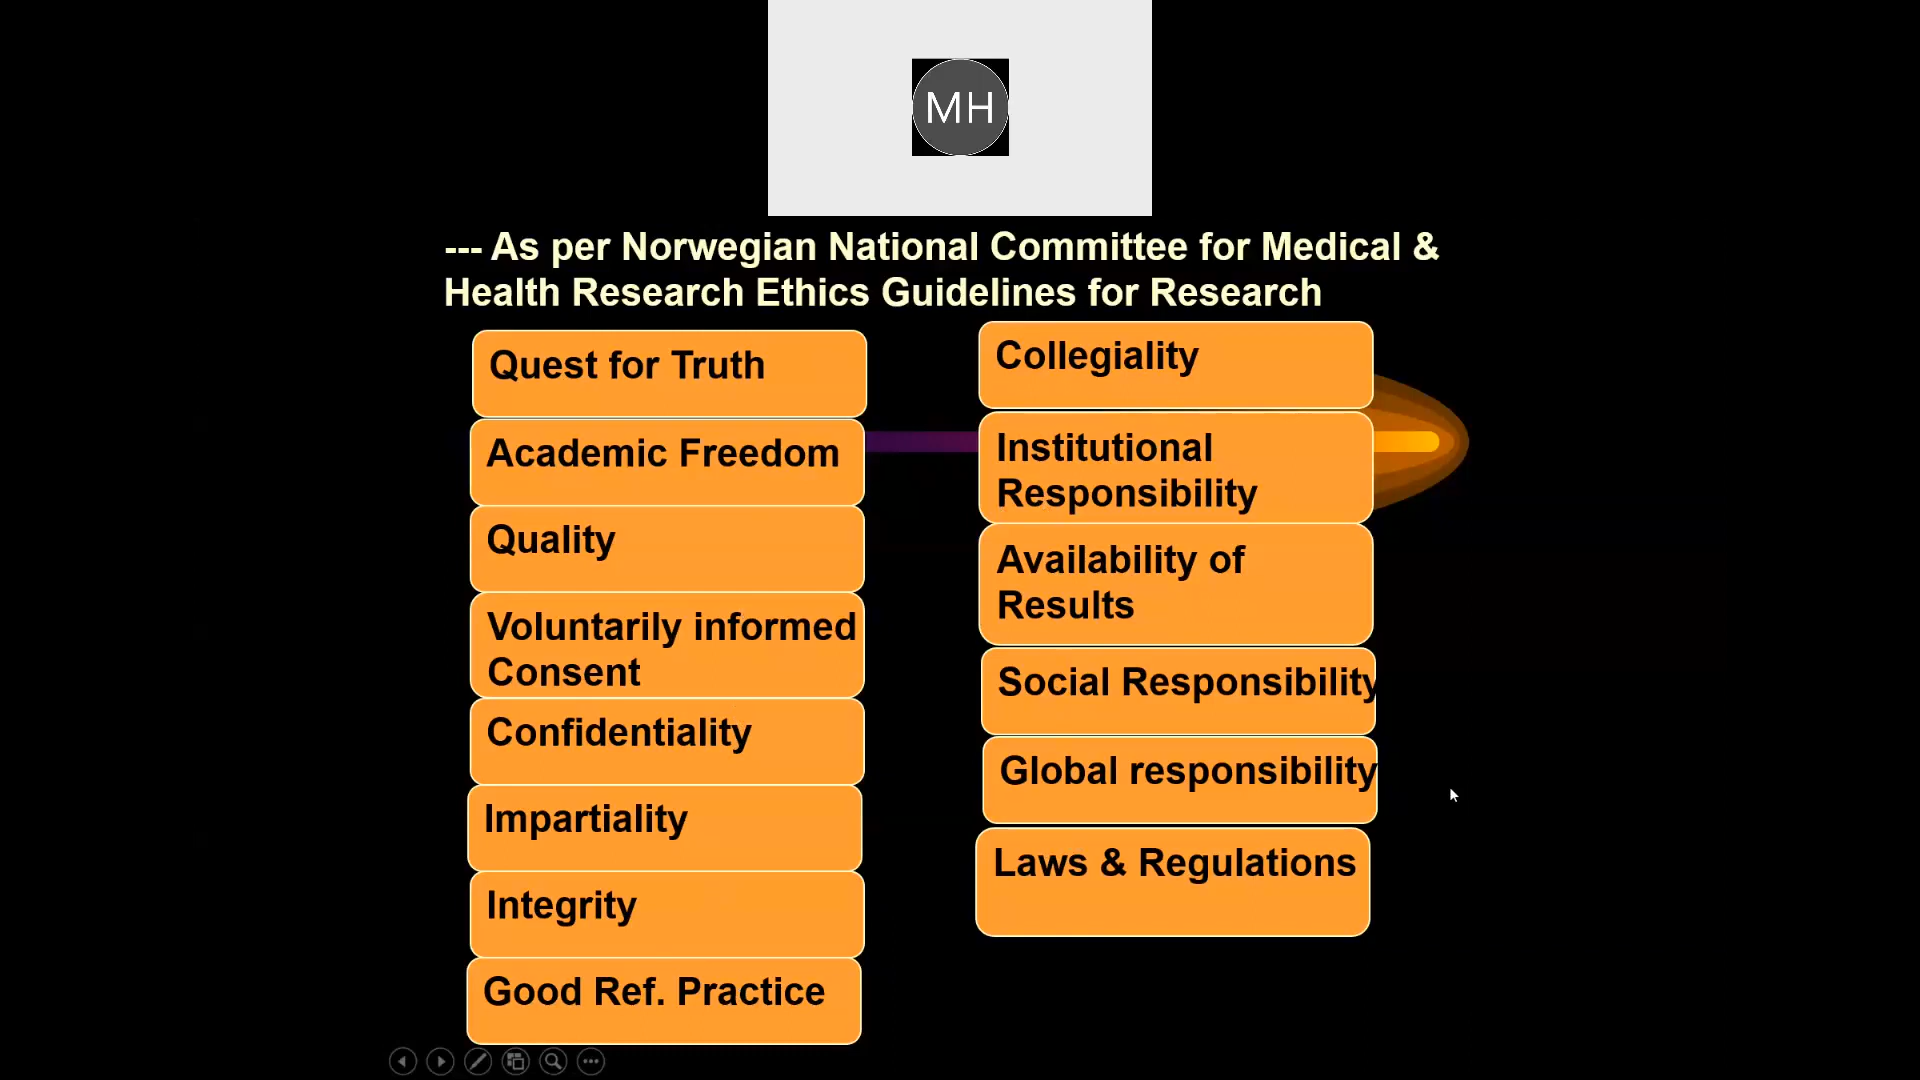 MH
--- As per Norwegian National Committee for Medical &
Health Research Ethics Guidelines for Research
Quest for Truth
Academic Freedom
Quality
Voluntarily informed
Consent
Confidentiality
Impartiality
Integrity
Good Ref. Practice
Collegiality
Institutional
Responsibility
Availability of
Results
Social Responsibility
Global responsibility
Laws & Regulations